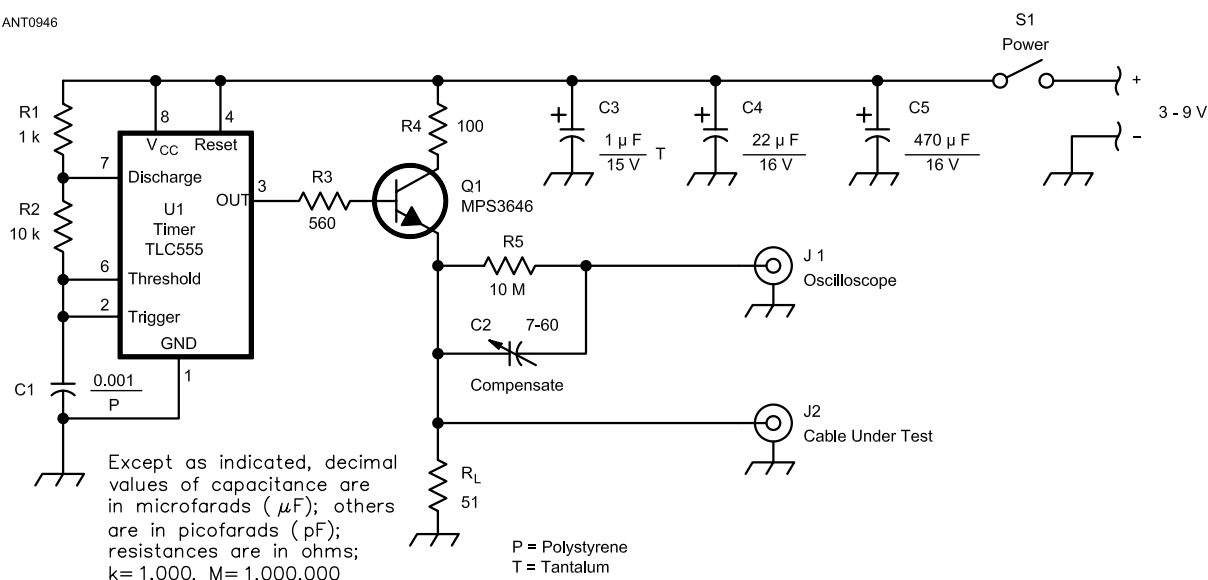 ANT0946
S1
Power
+
3 - 9 V
–
R1
1 k
8
4
V CC
Reset
R4
100
+
C3
1 µ F
15 V
T
+
C4
22 µ F
16 V
+
C5
470 µ F
16 V
7
Discharge
R2
10 k
U1
Timer
TLC555
OUT
3
R3
560
Q1
MPS3646
6
Threshold
2
Trigger
GND
1
R5
10 M
J 1
Oscilloscope
C2
7-60
Compensate
C1
0.001
P
J2
Cable Under Test
R L
51
Except as indicated, decimal
values of capacitance are
in microfarads ( µF); others
are in picofarads ( pF);
resistances are in ohms;
k= 1,000, M= 1,000,000
P = Polystyrene
T = Tantalum